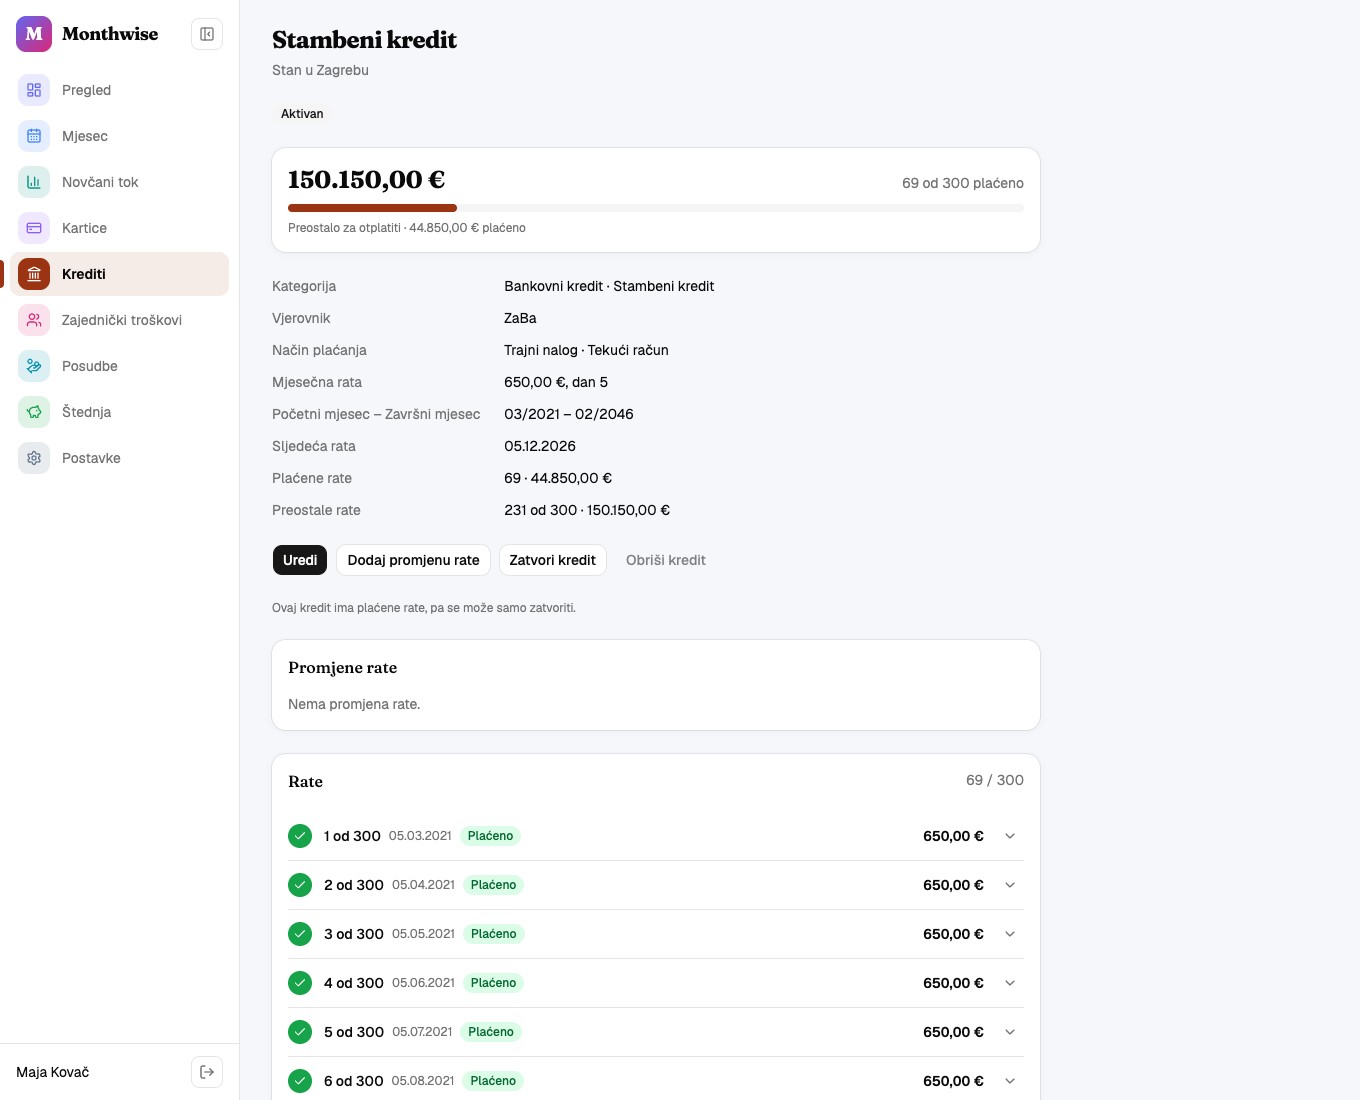 M Monthwise
Pregled
Mjesec
Novčani tok
Kartice
Krediti
Zajednički troškovi
Posudbe
Štednja
Postavke
Maja Kovač
Stambeni kredit
Stan u Zagrebu
Aktivan
150.150,00 € 69 od 300 plaćeno
Preostalo za otplatiti · 44.850,00 € plaćeno
Kategorija Bankovni kredit · Stambeni kredit
Vjerovnik ZaBa
Način plaćanja Trajni nalog · Tekući račun
Mjesečna rata 650,00 €, dan 5
Početni mjesec – Završni mjesec 03/2021 – 02/2046
Sljedeća rata 05.12.2026
Plaćene rate 69 · 44.850,00 €
Preostale rate 231 od 300 · 150.150,00 €
Uredi Dodaj promjenu rate Zatvori kredit Obriši kredit
Ovaj kredit ima plaćene rate, pa se može samo zatvoriti.
Promjene rate
Nema promjena rate.
Rate 69 / 300
1 od 300 05.03.2021 Plaćeno 650,00 €
2 od 300 05.04.2021 Plaćeno 650,00 €
3 od 300 05.05.2021 Plaćeno 650,00 €
4 od 300 05.06.2021 Plaćeno 650,00 €
5 od 300 05.07.2021 Plaćeno 650,00 €
6 od 300 05.08.2021 Plaćeno 650,00 €